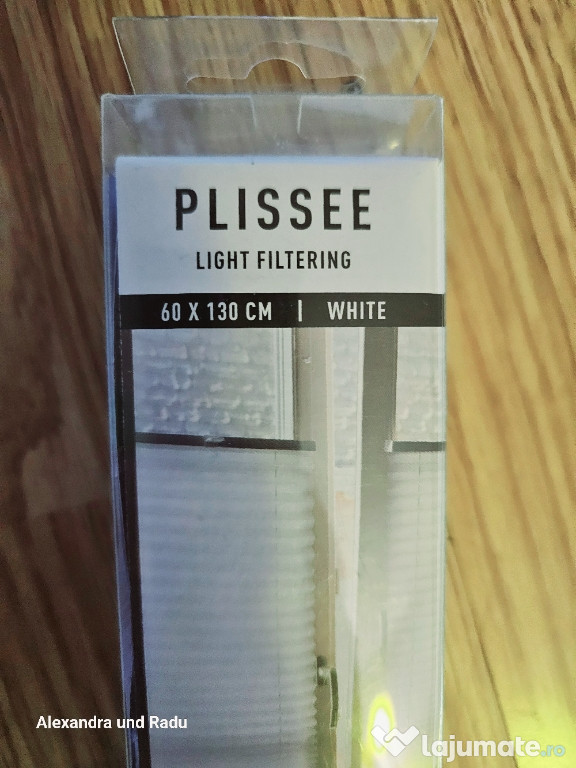 PLISSEE
LIGHT FILTERING
60 X 130 CM | WHITE
Alexandra und Radu
lajumate.ro